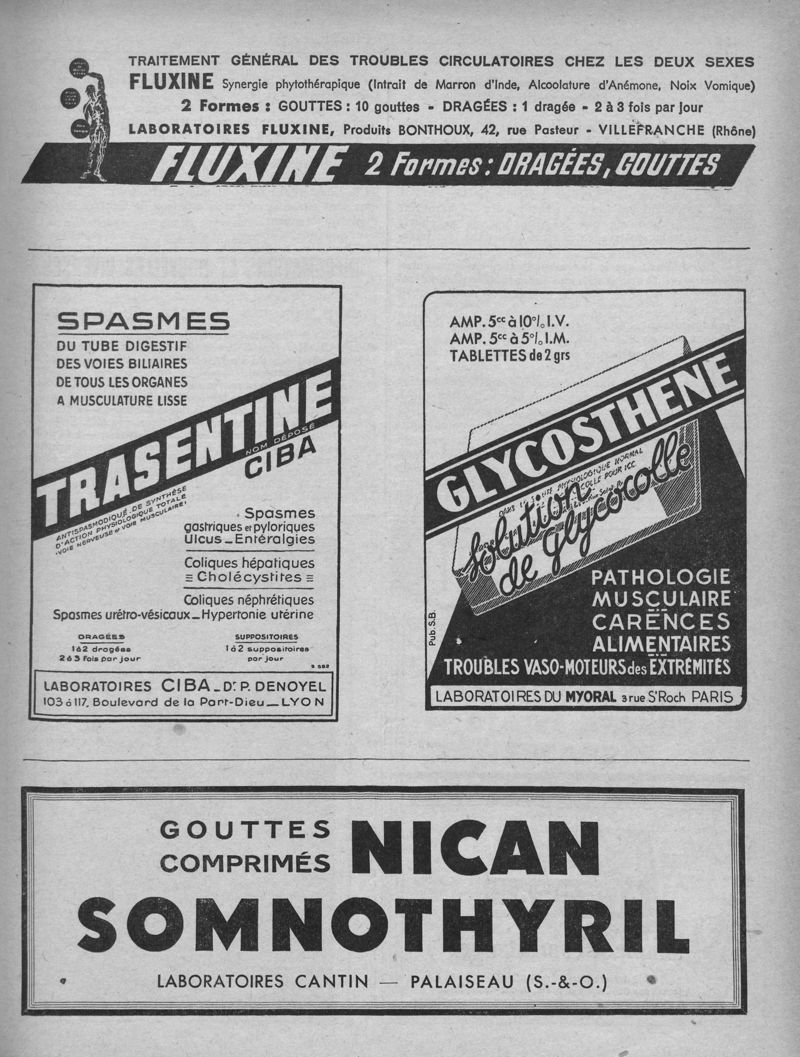 TRAITEMENT GÉNÉRAL DES TROUBLES CIRCULATOIRES CHEZ LES DEUX SEXES
FLUXINE Synergie phytothérapique (Intrait de Marron d'Inde, Alcoolature d'Anémone, Noix Vomique)
2 Formes : GOUTTES : 10 gouttes - DRAGÉES : 1 dragée - 2 à 3 fois par jour
LABORATOIRES FLUXINE, Produits BONTHOUX, 42, rue Pasteur - VILLEFRANCHE (Rhône)
FLUXINE 2 Formes : DRAGÉES, GOUTTES
SPASMES
DU TUBE DIGESTIF
DES VOIES BILIAIRES
DE TOUS LES ORGANES
A MUSCULATURE LISSE
TRASENTINE
NOM DÉPOSÉ
CIBA
ANTISPASMODIQUE DE SYNTHÈSE
D'ACTION PHYSIOLOGIQUE TOTALE
(VOIE NERVEUSE & VOIE MUSCULAIRE)
Spasmes
gastriques et pyloriques
Ulcus _ Entéralgies
Coliques hépatiques
≡ Cholécystites ≡
Coliques néphrétiques
Spasmes urétro-vésicaux _ Hypertonie utérine
DRAGÉES
1 à 2 dragées
2 à 3 fois par jour
SUPPOSITOIRES
1 à 2 suppositoires
par jour
LABORATOIRES CIBA _ Dr. P. DENOYEL
103 à 117, Boulevard de la Part-Dieu _ LYON
AMP. 5cc à 10% I.V.
AMP. 5cc à 5% I.M.
TABLETTES de 2 grs
GLYCOSTHENE
Solution
de Glycocolle
PATHOLOGIE
MUSCULAIRE
CARENCES
ALIMENTAIRES
TROUBLES VASO-MOTEURS des EXTRÉMITÉS
Pub. S.B.
LABORATOIRES DU MYORAL 3 rue St Roch PARIS
GOUTTES
COMPRIMÉS
NICAN
SOMNOTHYRIL
LABORATOIRES CANTIN — PALAISEAU (S.-&-O.)